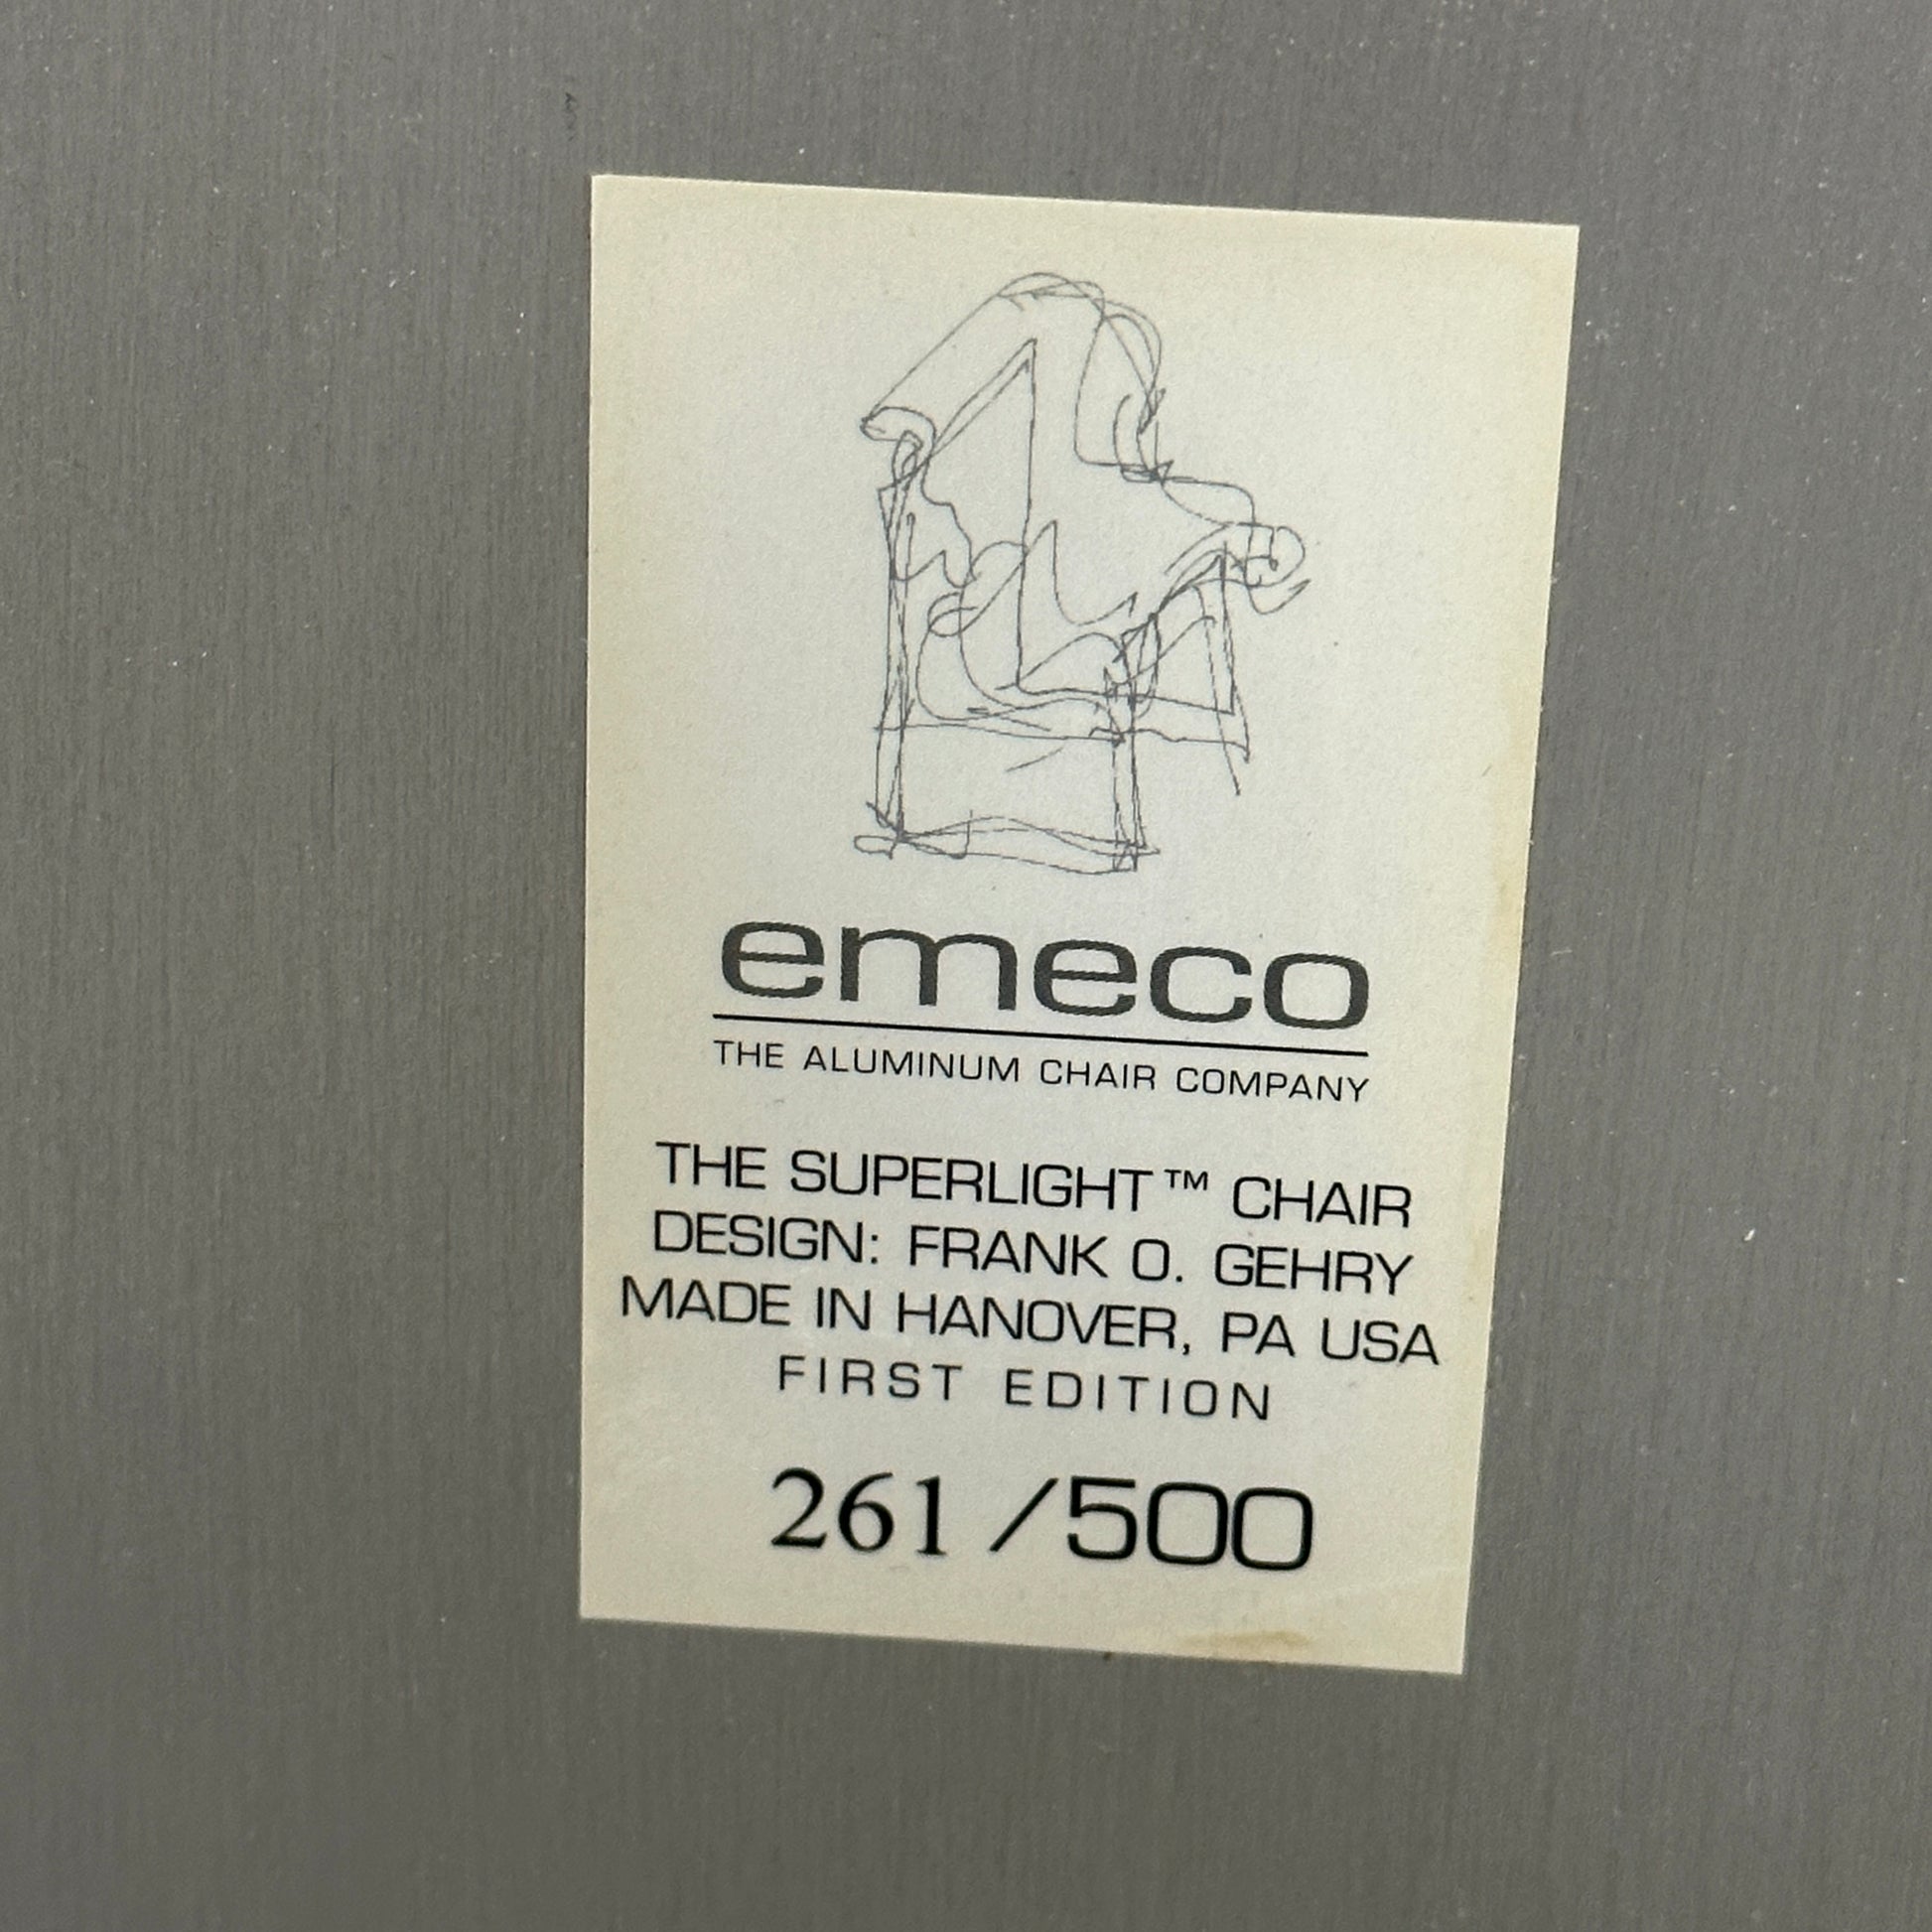 emeco
THE ALUMINUM CHAIR COMPANY
THE SUPERLIGHT™ CHAIR
DESIGN: FRANK O. GEHRY
MADE IN HANOVER, PA USA
FIRST EDITION
261 /500